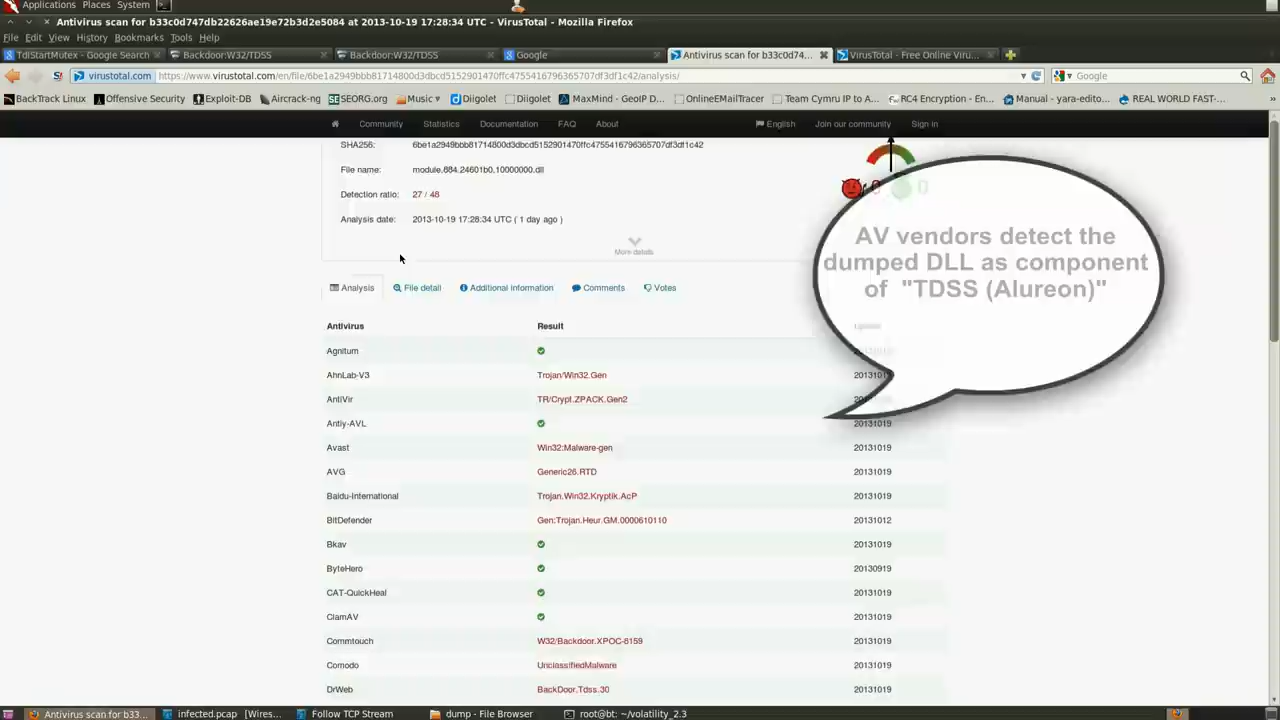 Applications Places System
Antivirus scan for b33c0d747db22626ae19e72b3d2e5084 at 2013-10-19 17:28:34 UTC - VirusTotal - Mozilla Firefox
File Edit View History Bookmarks Tools Help
TdlStartMutex - Google Search Backdoor:W32/TDSS Backdoor:W32/TDSS Google Antivirus scan for b33c0d74... VirusTotal - Free Online Viru...
virustotal.com https://www.virustotal.com/en/file/6be1a2949bbb81714800d3dbcd5152901470ffc4755416796365707df3df1c42/analysis/ Google
BackTrack Linux Offensive Security Exploit-DB Aircrack-ng SEORG.org Music Diigolet Diigolet MaxMind - GeoIP D... OnlineEMailTracer Team Cymru IP to A... RC4 Encryption - En... Manual - yara-edito... REAL WORLD FAST-... »
Community Statistics Documentation FAQ About English Join our community Sign in
SHA256: 6be1a2949bbb81714800d3dbcd5152901470ffc4755416796365707df3df1c42
File name: module.884.24601b0.10000000.dll
Detection ratio: 27 / 48
0 0
Analysis date: 2013-10-19 17:28:34 UTC ( 1 day ago )
More details
AV vendors detect the
dumped DLL as component
of "TDSS (Alureon)"
Analysis File detail Additional information Comments Votes
Antivirus Result Update
Agnitum
AhnLab-V3 Trojan/Win32.Gen
AntiVir TR/Crypt.ZPACK.Gen2
Antiy-AVL 20131019
Avast Win32:Malware-gen 20131019
AVG Generic26.RTD 20131019
Baidu-International Trojan.Win32.Kryptik.AcP 20131019
BitDefender Gen:Trojan.Heur.GM.0000610110 20131012
Bkav 20131019
ByteHero 20130919
CAT-QuickHeal 20131019
ClamAV 20131019
Commtouch W32/Backdoor.XPOC-8159 20131019
Comodo UnclassifiedMalware 20131019
DrWeb BackDoor.Tdss.30 20131019
Antivirus scan for b33... infected.pcap [Wires... Follow TCP Stream dump - File Browser root@bt: ~/volatility_2.3